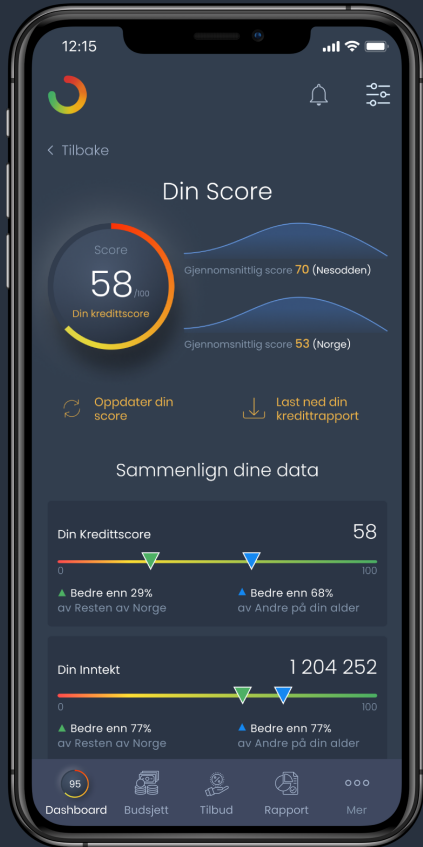 12:15
Tilbake
Din Score
Score
58/100
Din kredittscore
Gjennomsnittlig score 70 (Nesodden)
Gjennomsnittlig score 53 (Norge)
Oppdater din
score
Last ned din
kredittrapport
Sammenlign dine data
Din Kredittscore 58
0 100
Bedre enn 29%
av Resten av Norge
Bedre enn 68%
av Andre på din alder
Din Inntekt 1 204 252
0 100
Bedre enn 77%
av Resten av Norge
Bedre enn 77%
av Andre på din alder
95
Dashboard Budsjett Tilbud Rapport Mer